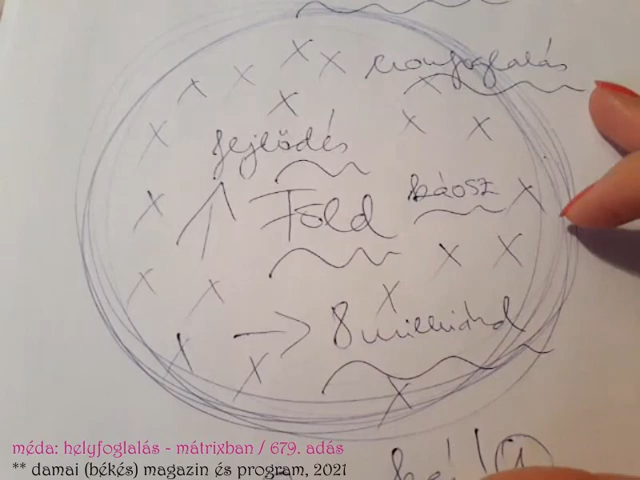 honfoglalás
fejlődés
Föld
káosz
8 milliárd
méda: helyfoglalás - mátrixban / 679. adás
** damai (békés) magazin és program, 2021